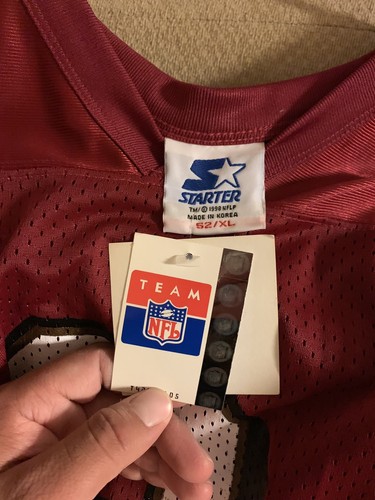 STARTER
TM/© 1998 NFLP
MADE IN KOREA
52/XL
TEAM
NFL